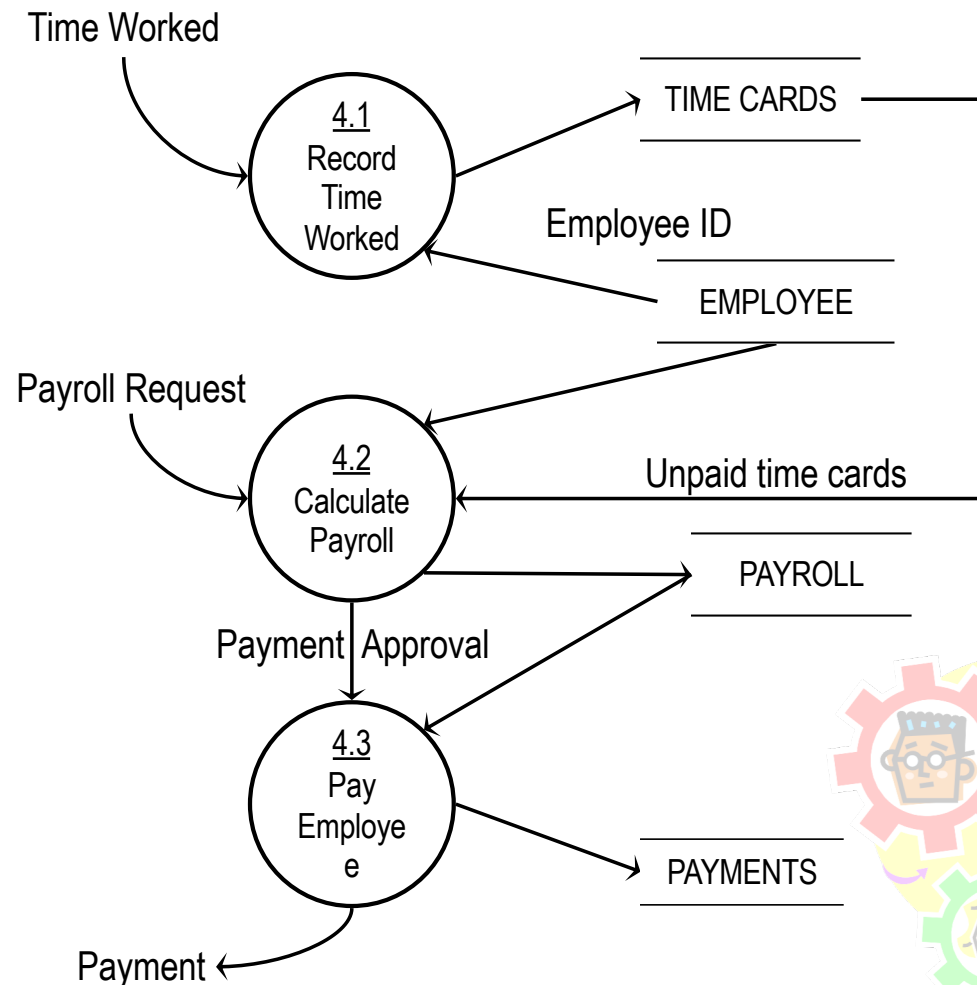 Time Worked
TIME CARDS
4.1
Record
Time
Worked
Employee ID
EMPLOYEE
Payroll Request
4.2
Calculate
Payroll
Unpaid time cards
PAYROLL
Payment Approval
4.3
Pay
Employe
e
PAYMENTS
Payment